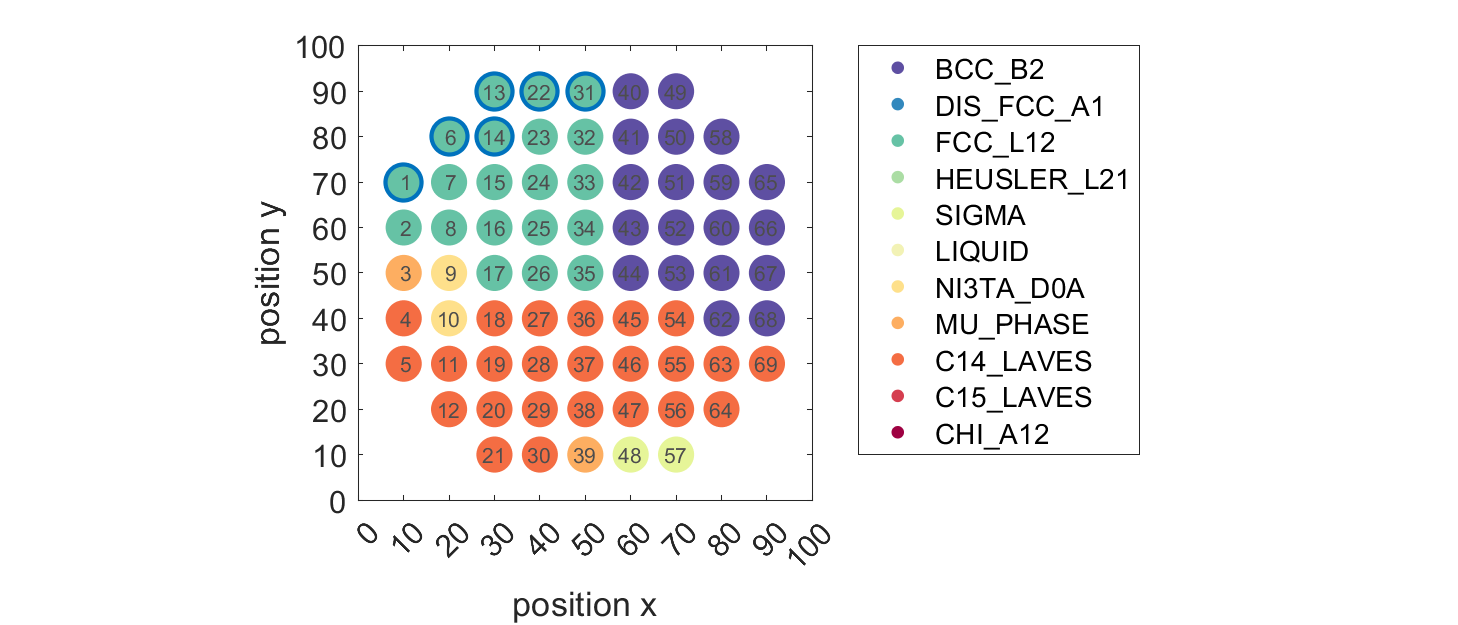 100
90
80
70
60
50
40
30
20
10
0
position y
13 22 31 40 49
6 14 23 32 41 50 58
1 7 15 24 33 42 51 59 65
2 8 16 25 34 43 52 60 66
3 9 17 26 35 44 53 61 67
4 10 18 27 36 45 54 62 68
5 11 19 28 37 46 55 63 69
12 20 29 38 47 56 64
21 30 39 48 57
0 10 20 30 40 50 60 70 80 90 100
position x
BCC_B2
DIS_FCC_A1
FCC_L12
HEUSLER_L21
SIGMA
LIQUID
NI3TA_D0A
MU_PHASE
C14_LAVES
C15_LAVES
CHI_A12